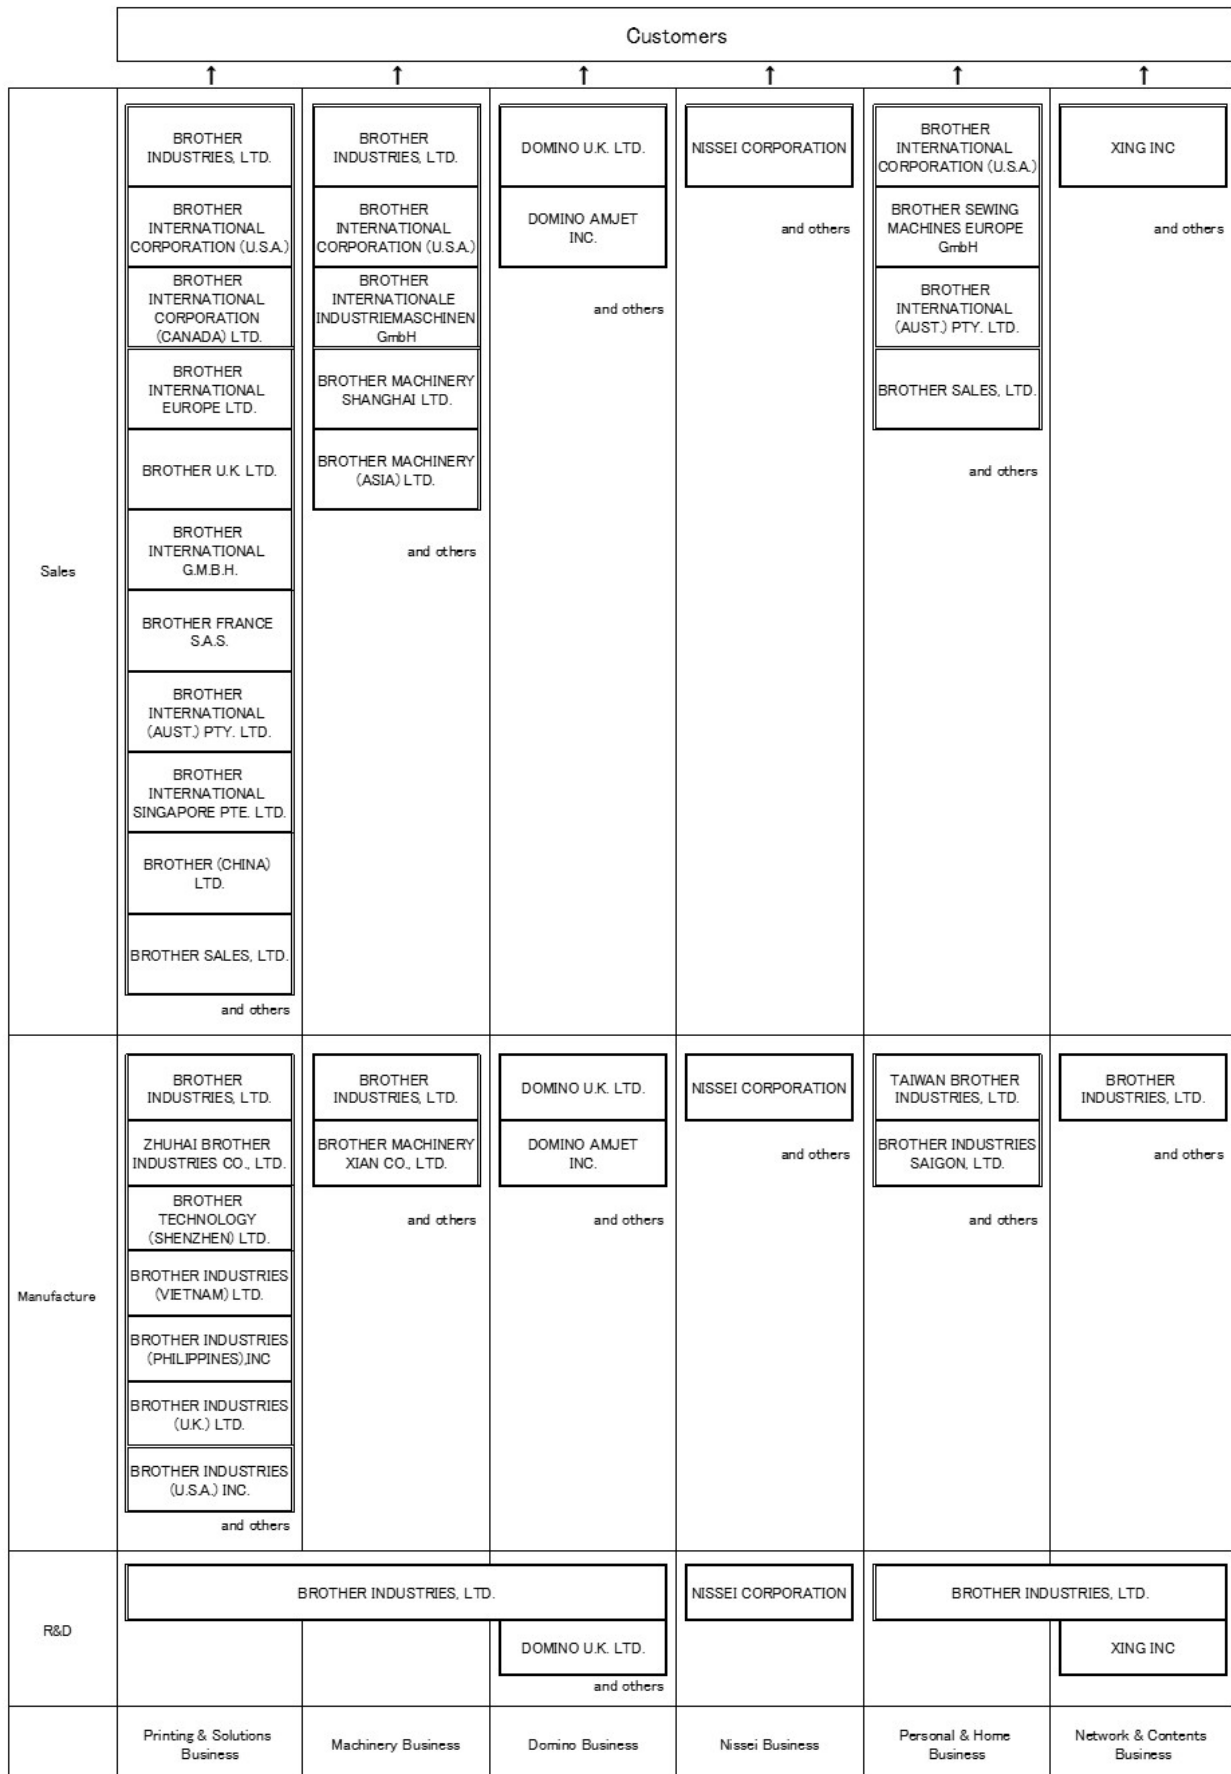 Customers
↑ ↑ ↑ ↑ ↑ ↑
Sales
BROTHER
INDUSTRIES, LTD.
BROTHER
INTERNATIONAL
CORPORATION (U.S.A.)
BROTHER
INTERNATIONAL
CORPORATION
(CANADA) LTD.
BROTHER
INTERNATIONAL
EUROPE LTD.
BROTHER U.K. LTD.
BROTHER
INTERNATIONAL
G.M.B.H.
BROTHER FRANCE
S.A.S.
BROTHER
INTERNATIONAL
(AUST.) PTY. LTD.
BROTHER
INTERNATIONAL
SINGAPORE PTE. LTD.
BROTHER (CHINA)
LTD.
BROTHER SALES, LTD.
and others
BROTHER
INDUSTRIES, LTD.
BROTHER
INTERNATIONAL
CORPORATION (U.S.A.)
BROTHER
INTERNATIONALE
INDUSTRIEMASCHINEN
GmbH
BROTHER MACHINERY
SHANGHAI LTD.
BROTHER MACHINERY
(ASIA) LTD.
and others
DOMINO U.K. LTD.
DOMINO AMJET
INC.
and others
NISSEI CORPORATION
and others
BROTHER
INTERNATIONAL
CORPORATION (U.S.A.)
BROTHER SEWING
MACHINES EUROPE
GmbH
BROTHER
INTERNATIONAL
(AUST.) PTY. LTD.
BROTHER SALES, LTD.
and others
XING INC
and others
Manufacture
BROTHER
INDUSTRIES, LTD.
ZHUHAI BROTHER
INDUSTRIES CO., LTD.
BROTHER
TECHNOLOGY
(SHENZHEN) LTD.
BROTHER INDUSTRIES
(VIETNAM) LTD.
BROTHER INDUSTRIES
(PHILIPPINES),INC
BROTHER INDUSTRIES
(U.K.) LTD.
BROTHER INDUSTRIES
(U.S.A.) INC.
and others
BROTHER
INDUSTRIES, LTD.
BROTHER MACHINERY
XIAN CO., LTD.
and others
DOMINO U.K. LTD.
DOMINO AMJET
INC.
and others
NISSEI CORPORATION
and others
TAIWAN BROTHER
INDUSTRIES, LTD.
BROTHER INDUSTRIES
SAIGON, LTD.
and others
BROTHER
INDUSTRIES, LTD.
and others
R&D
BROTHER INDUSTRIES, LTD.
DOMINO U.K. LTD.
and others
NISSEI CORPORATION
BROTHER INDUSTRIES, LTD.
XING INC
Printing & Solutions
Business
Machinery Business
Domino Business
Nissei Business
Personal & Home
Business
Network & Contents
Business